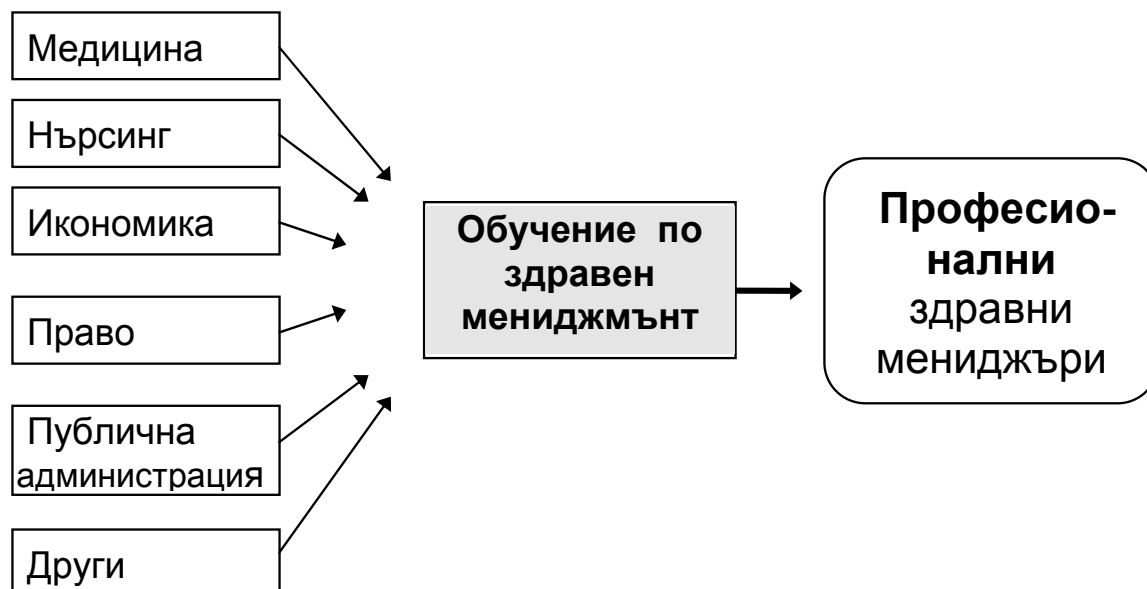 Медицина
Нърсинг
Икономика
Право
Публична
администрация
Други
Обучение по
здравен
мениджмънт
Професио-
нални
здравни
мениджъри